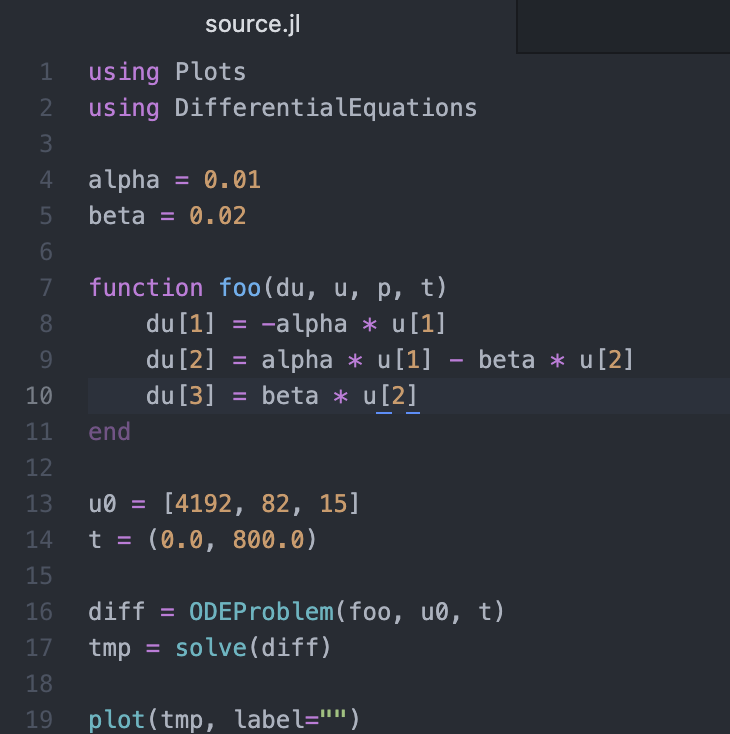 source.jl
1 using Plots
2 using DifferentialEquations
3
4 alpha = 0.01
5 beta = 0.02
6
7 function foo(du, u, p, t)
8     du[1] = -alpha * u[1]
9     du[2] = alpha * u[1] - beta * u[2]
10     du[3] = beta * u[2]
11 end
12
13 u0 = [4192, 82, 15]
14 t = (0.0, 800.0)
15
16 diff = ODEProblem(foo, u0, t)
17 tmp = solve(diff)
18
19 plot(tmp, label="")